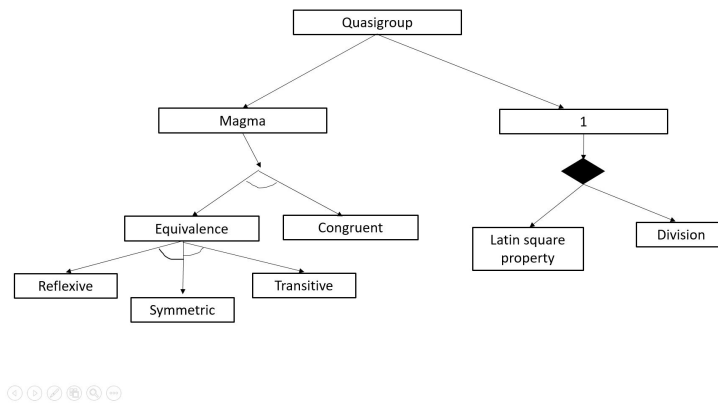 Quasigroup
Magma
1
Equivalence
Congruent
Latin square
property
Division
Reflexive
Symmetric
Transitive